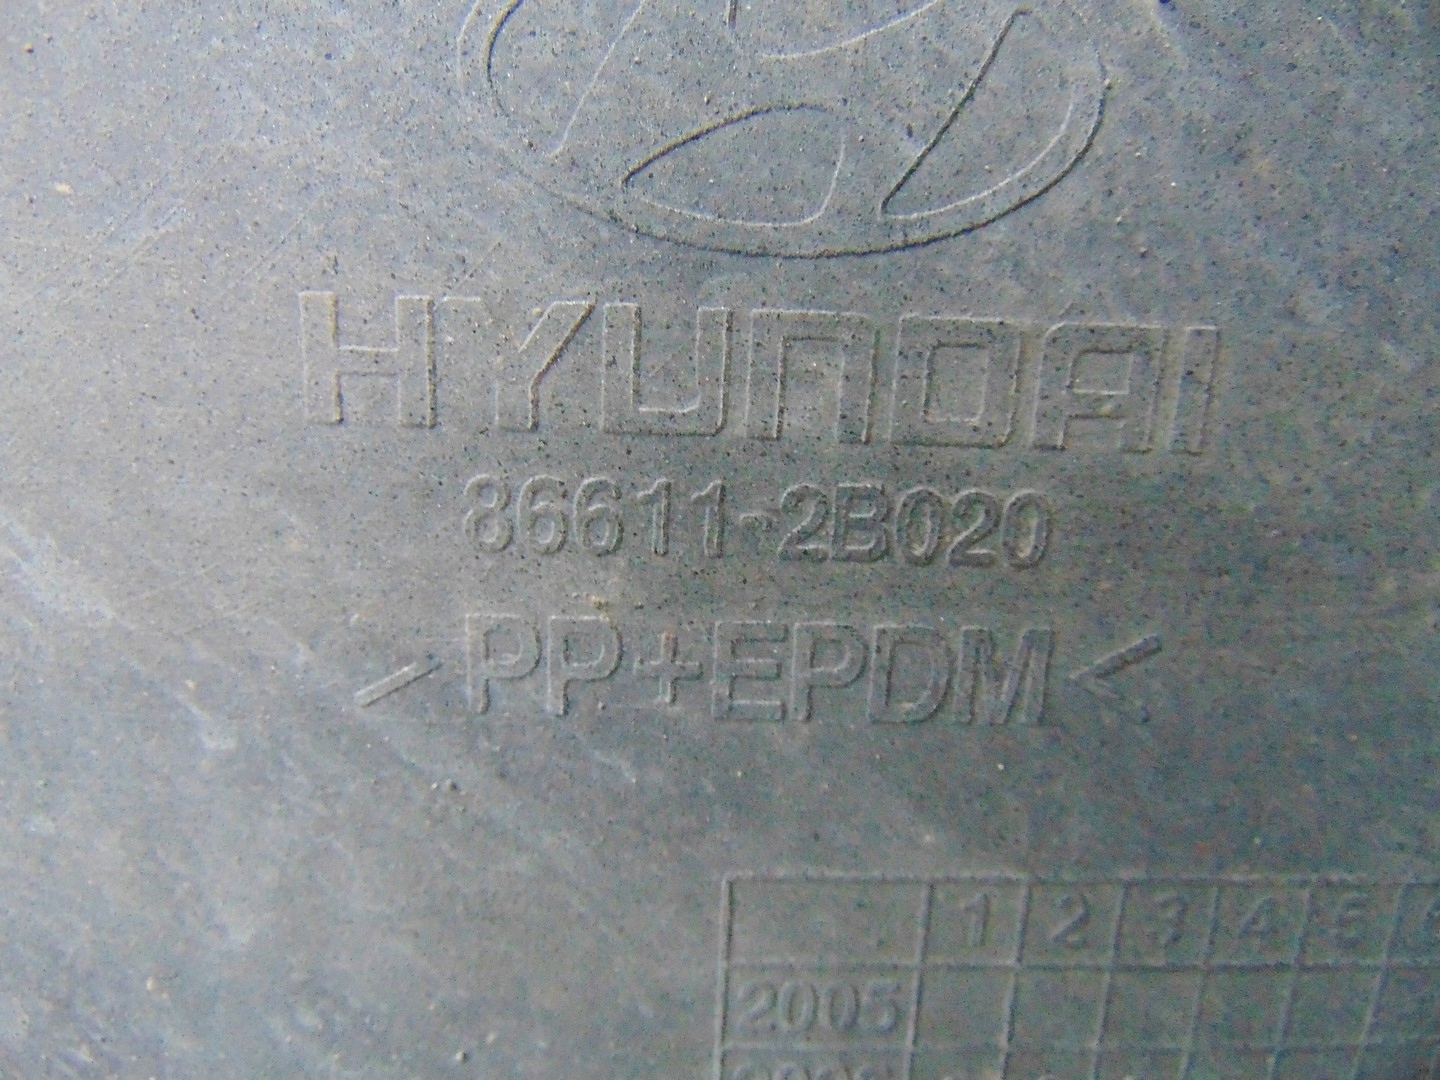 HYUNDAI
86611-2B020
>PP+EPDM<
1 2 3 4 5
2005